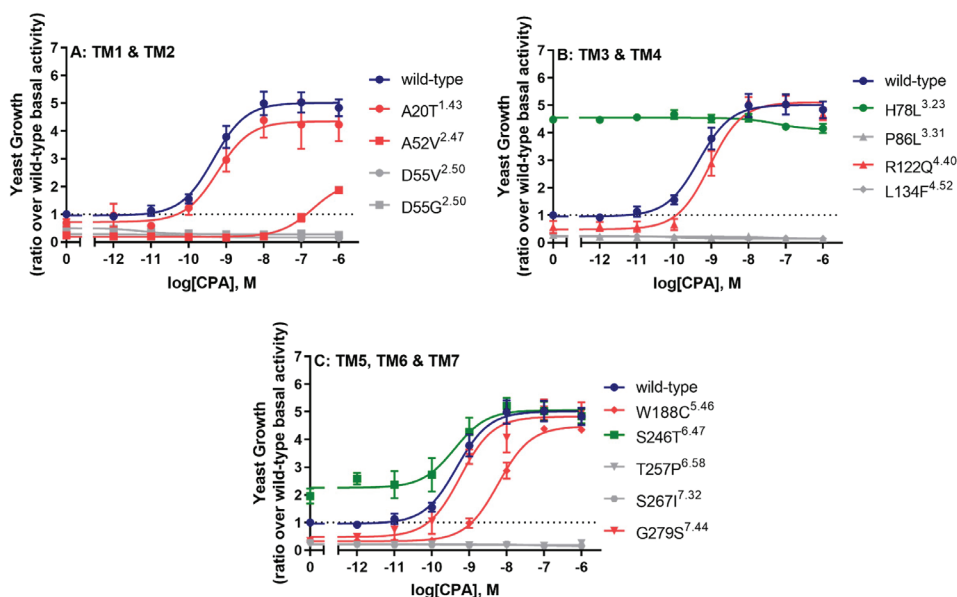 A: TM1 & TM2
Yeast Growth
(ratio over wild-type basal activity)
7
6
5
4
3
2
1
0
0 -12 -11 -10 -9 -8 -7 -6
log[CPA], M
wild-type
A20T1.43
A52V2.47
D55V2.50
D55G2.50
B: TM3 & TM4
Yeast Growth
(ratio over wild-type basal activity)
7
6
5
4
3
2
1
0
0 -12 -11 -10 -9 -8 -7 -6
log[CPA], M
wild-type
H78L3.23
P86L3.31
R122Q4.40
L134F4.52
C: TM5, TM6 & TM7
Yeast Growth
(ratio over wild-type basal activity)
7
6
5
4
3
2
1
0
0 -12 -11 -10 -9 -8 -7 -6
log[CPA], M
wild-type
W188C5.46
S246T6.47
T257P6.58
S267I7.32
G279S7.44